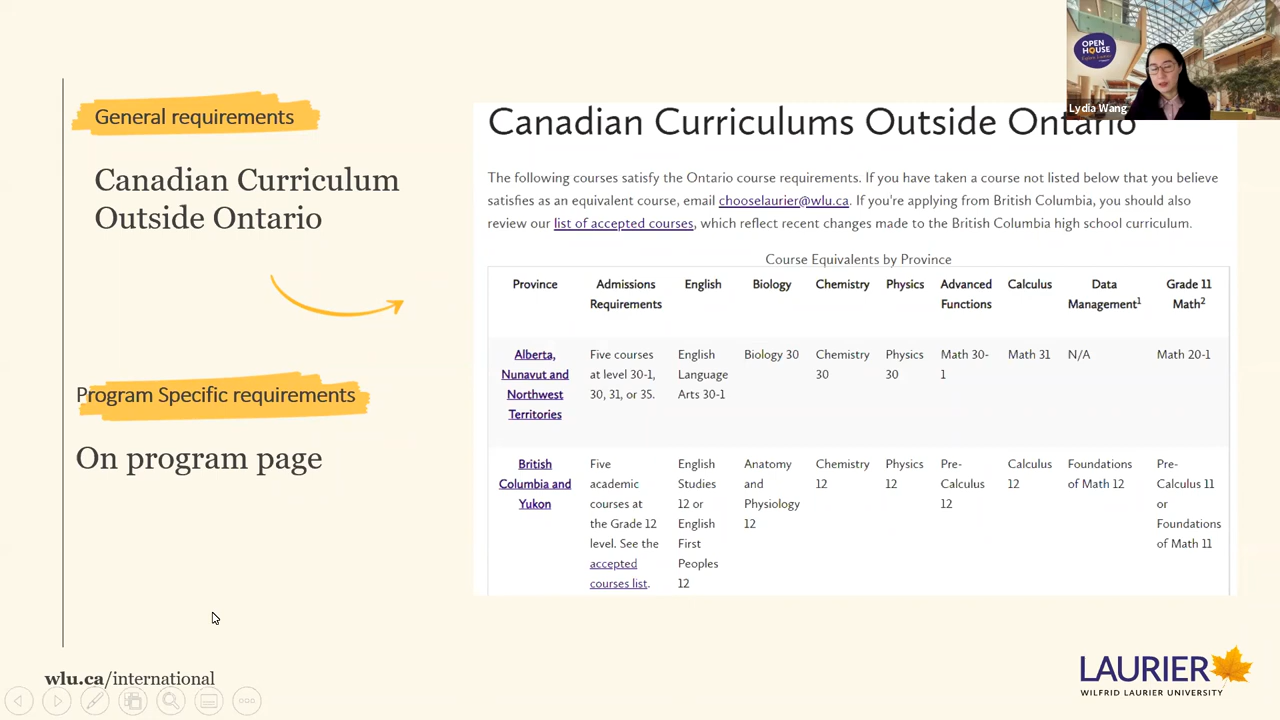 OPEN
HOUSE
Lydia Wang
General requirements
Canadian Curriculum
Outside Ontario
Program Specific requirements
On program page
Canadian Curriculums Outside Ontario
The following courses satisfy the Ontario course requirements. If you have taken a course not listed below that you believe
satisfies as an equivalent course, email chooselaurier@wlu.ca. If you're applying from British Columbia, you should also
review our list of accepted courses, which reflect recent changes made to the British Columbia high school curriculum.
Course Equivalents by Province
Province Admissions Requirements English Biology Chemistry Physics Advanced Functions Calculus Data Management1 Grade 11 Math2
Alberta, Nunavut and Northwest Territories
Five courses at level 30-1, 30, 31, or 35.
English Language Arts 30-1
Biology 30
Chemistry 30
Physics 30
Math 30-1
Math 31
N/A
Math 20-1
British Columbia and Yukon
Five academic courses at the Grade 12 level. See the accepted courses list.
English Studies 12 or English First Peoples 12
Anatomy and Physiology 12
Chemistry 12
Physics 12
Pre-Calculus 12
Calculus 12
Foundations of Math 12
Pre-Calculus 11 or Foundations of Math 11
wlu.ca/international
LAURIER
WILFRID LAURIER UNIVERSITY